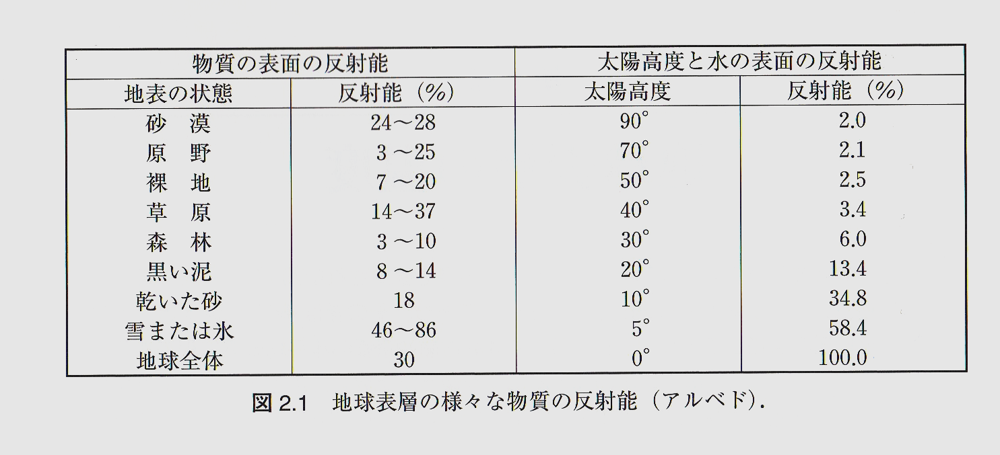 物質の表面の反射能 太陽高度と水の表面の反射能
地表の状態 反射能（%） 太陽高度 反射能（%）
砂　漠 24～28 90° 2.0
原　野 3～25 70° 2.1
裸　地 7～20 50° 2.5
草　原 14～37 40° 3.4
森　林 3～10 30° 6.0
黒い泥 8～14 20° 13.4
乾いた砂 18 10° 34.8
雪または氷 46～86 5° 58.4
地球全体 30 0° 100.0
図 2.1　地球表層の様々な物質の反射能（アルベド）.